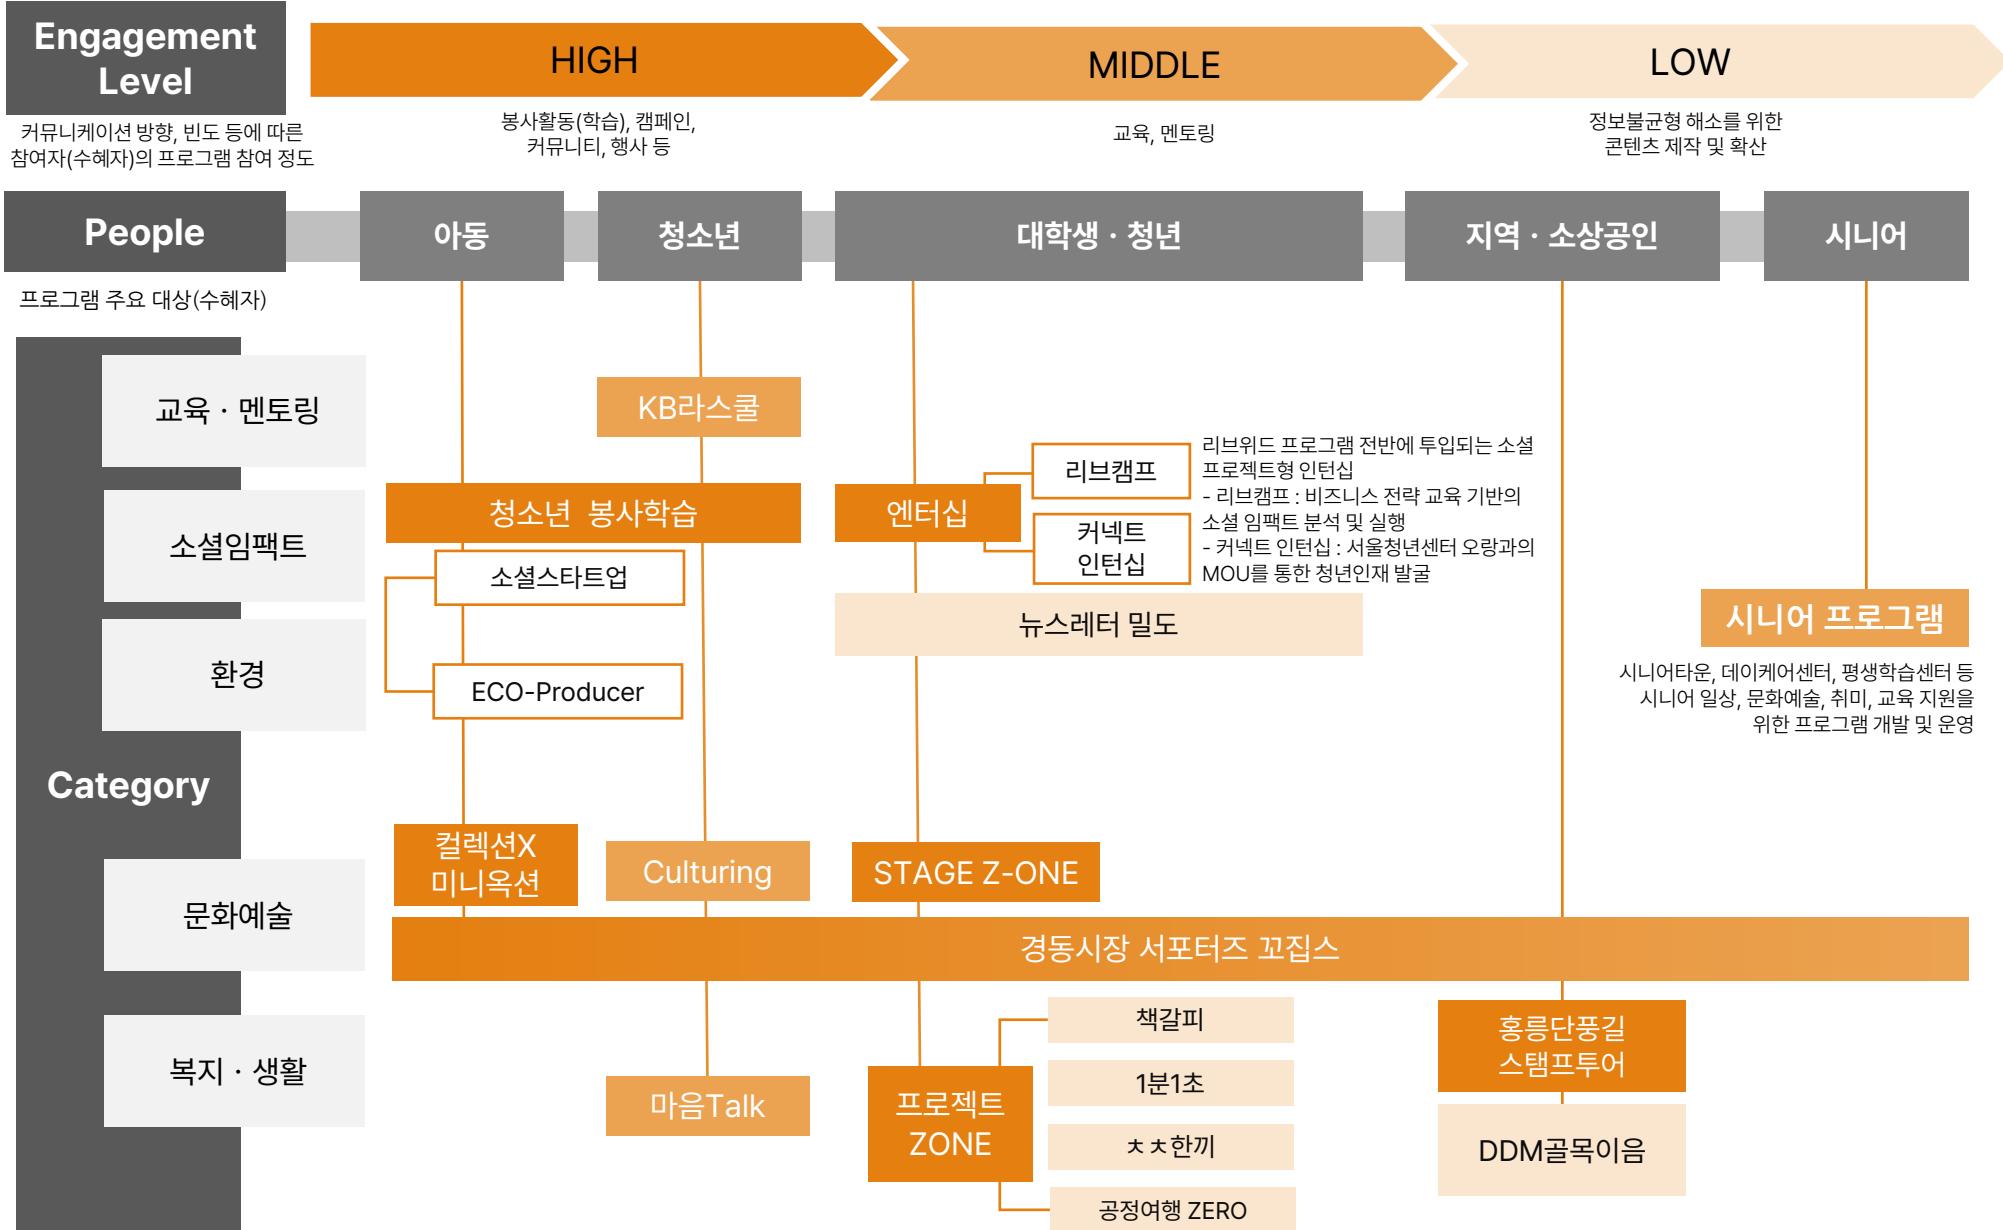 Engagement
Level
HIGH
MIDDLE
LOW
커뮤니케이션 방향, 빈도 등에 따른
참여자(수혜자)의 프로그램 참여 정도
봉사활동(학습), 캠페인,
커뮤니티, 행사 등
교육, 멘토링
정보불균형 해소를 위한
콘텐츠 제작 및 확산
People
아동
청소년
대학생 · 청년
지역 · 소상공인
시니어
프로그램 주요 대상(수혜자)
Category
교육 · 멘토링
소셜임팩트
환경
문화예술
복지 · 생활
KB라스쿨
청소년 봉사학습
소셜스타트업
ECO-Producer
엔터십
리브캠프
커넥트
인턴십
리브위드 프로그램 전반에 투입되는 소셜
프로젝트형 인턴십
- 리브캠프 : 비즈니스 전략 교육 기반의
소셜 임팩트 분석 및 실행
- 커넥트 인턴십 : 서울청년센터 오랑과의
MOU를 통한 청년인재 발굴
뉴스레터 밀도
시니어 프로그램
시니어타운, 데이케어센터, 평생학습센터 등
시니어 일상, 문화예술, 취미, 교육 지원을
위한 프로그램 개발 및 운영
컬렉션X
미니옥션
Culturing
STAGE Z-ONE
경동시장 서포터즈 꼬집스
마음Talk
프로젝트
ZONE
책갈피
1분1초
ㅊㅊ한끼
공정여행 ZERO
홍릉단풍길
스탬프투어
DDM골목이음